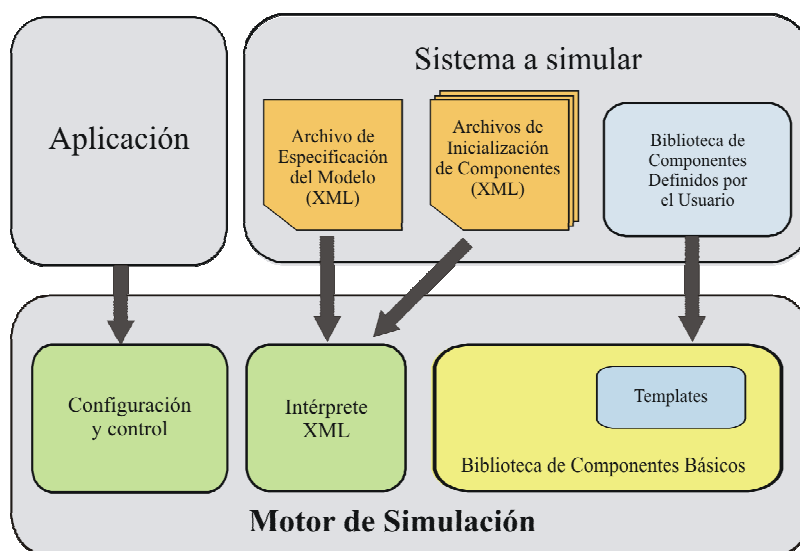 Aplicación
Sistema a simular
Archivo de
Especificación
del Modelo
(XML)
Archivos de
Inicialización
de Componentes
(XML)
Biblioteca de
Componentes
Definidos por
el Usuario
Configuración
y control
Intérprete
XML
Templates
Biblioteca de Componentes Básicos
Motor de Simulación